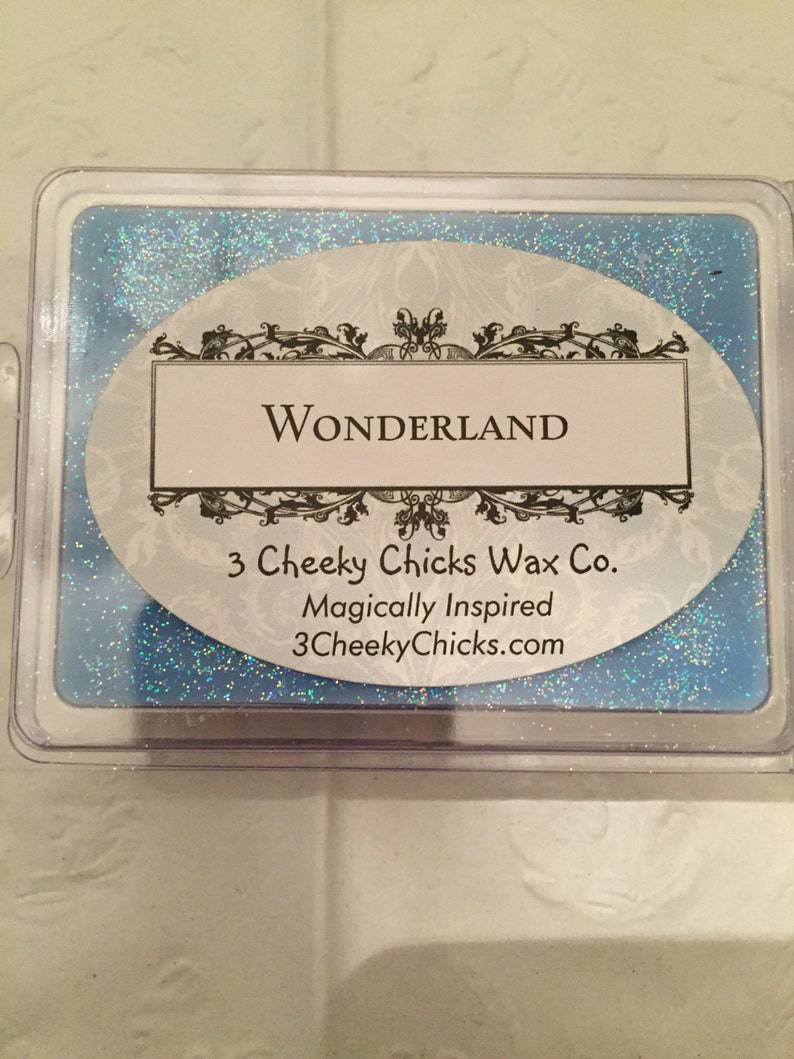 Wonderland
3 Cheeky Chicks Wax Co.
Magically Inspired
3CheekyChicks.com